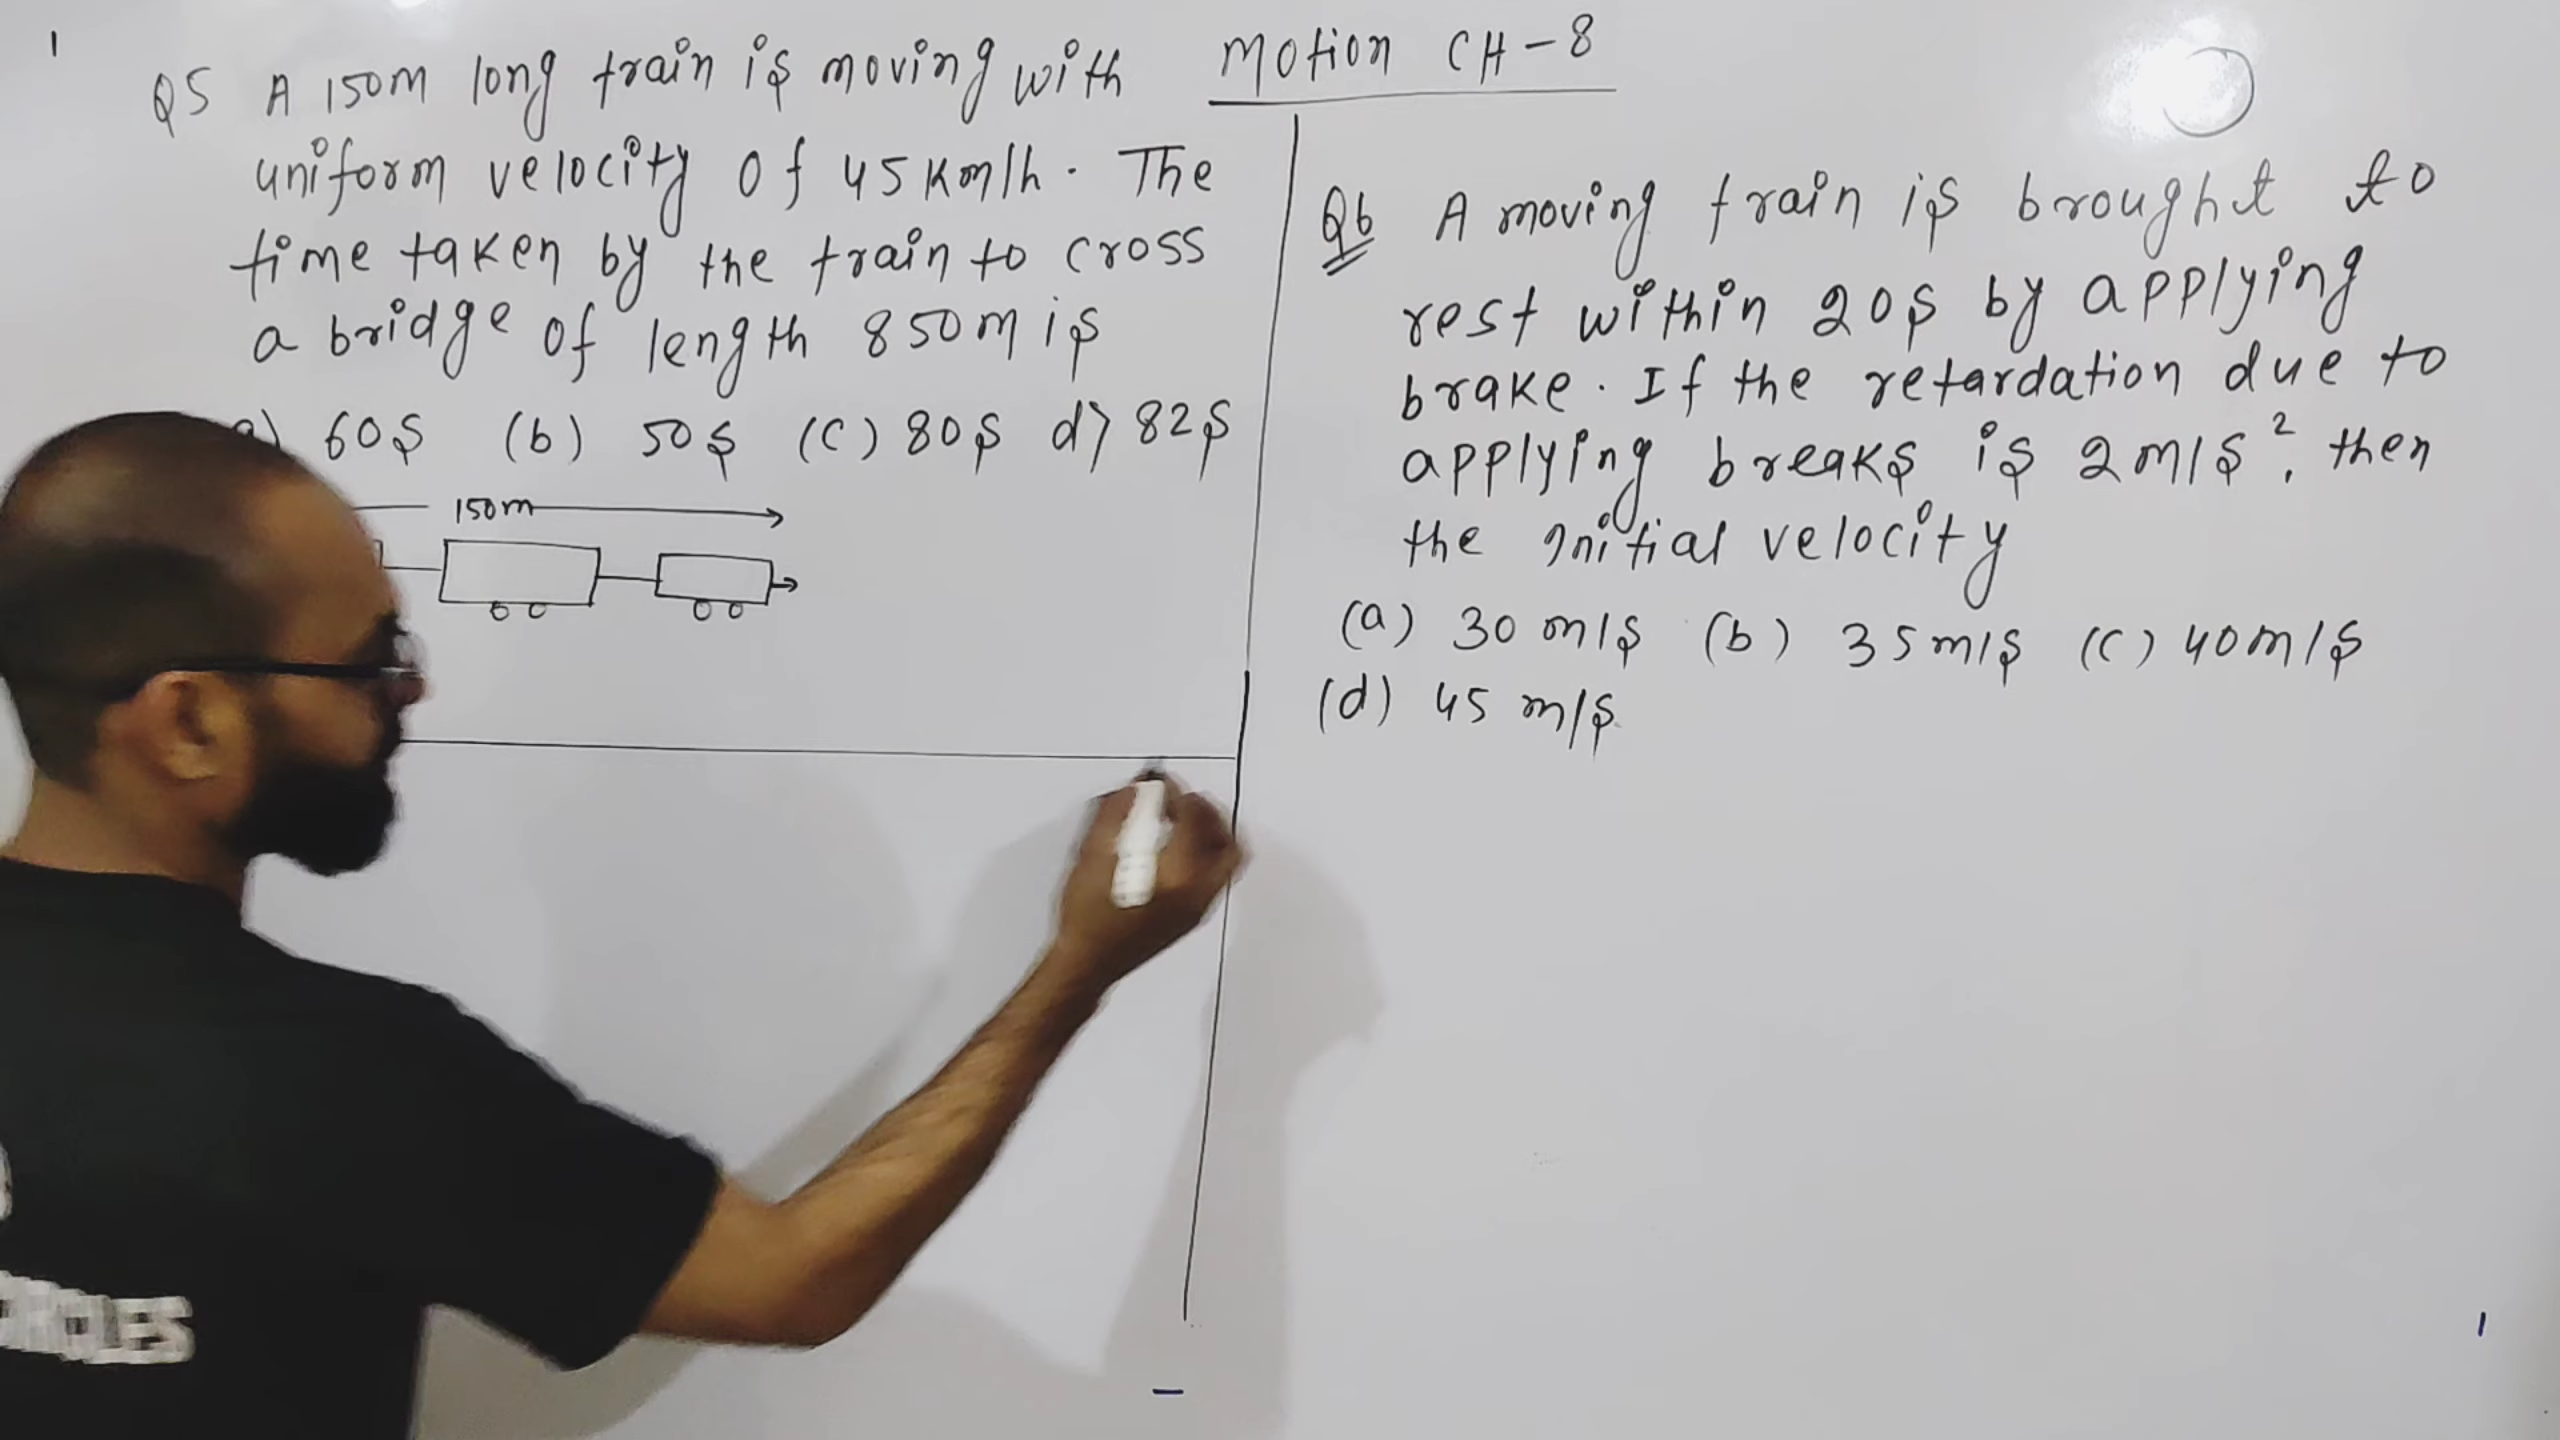 Motion CH-8
Q5 A 150m long train is moving with
uniform velocity of 45 Km/h. The
time taken by the train to cross
a bridge of length 850m is
a) 60s (b) 50s (c) 80s d) 82s
150m
Q6 A moving train is brought to
rest within 20s by applying
brake. If the retardation due to
applying breaks is 2m/s², then
the Initial velocity
(a) 30 m/s (b) 35m/s (c) 40m/s
(d) 45 m/s.